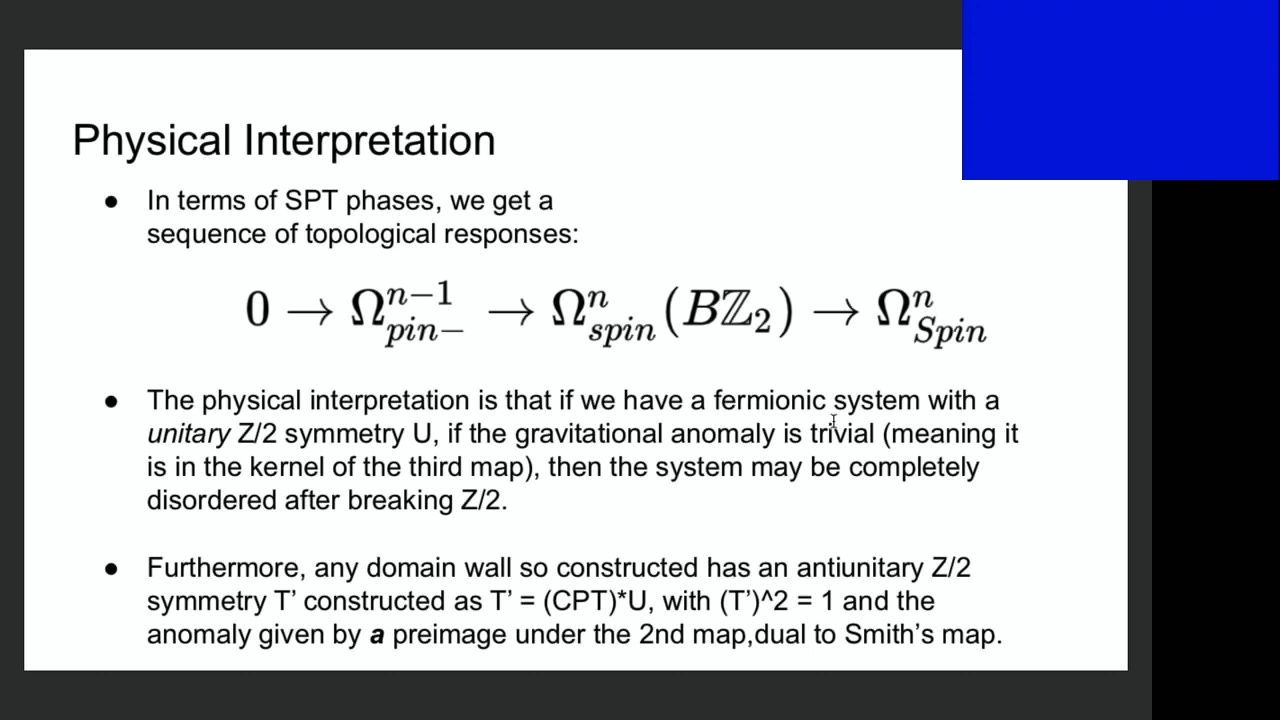 Physical Interpretation
● In terms of SPT phases, we get a
sequence of topological responses:
0 → Ω^{n−1}_{pin−} → Ω^n_{spin}(Bℤ_2) → Ω^n_{Spin}
● The physical interpretation is that if we have a fermionic system with a
unitary Z/2 symmetry U, if the gravitational anomaly is trivial (meaning it
is in the kernel of the third map), then the system may be completely
disordered after breaking Z/2.
● Furthermore, any domain wall so constructed has an antiunitary Z/2
symmetry T’ constructed as T’ = (CPT)*U, with (T’)^2 = 1 and the
anomaly given by a preimage under the 2nd map,dual to Smith’s map.